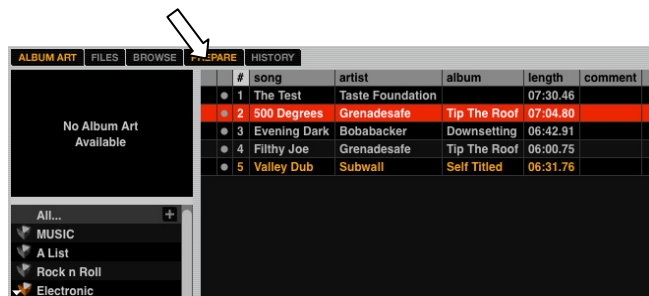 ALBUM ART FILES BROWSE PREPARE HISTORY
No Album Art
Available
All... +
MUSIC
A List
Rock n Roll
Electronic
# song artist album length comment
1 The Test Taste Foundation 07:30.46
2 500 Degrees Grenadesafe Tip The Roof 07:04.80
3 Evening Dark Bobabacker Downsetting 06:42.91
4 Filthy Joe Grenadesafe Tip The Roof 06:00.75
5 Valley Dub Subwall Self Titled 06:31.76